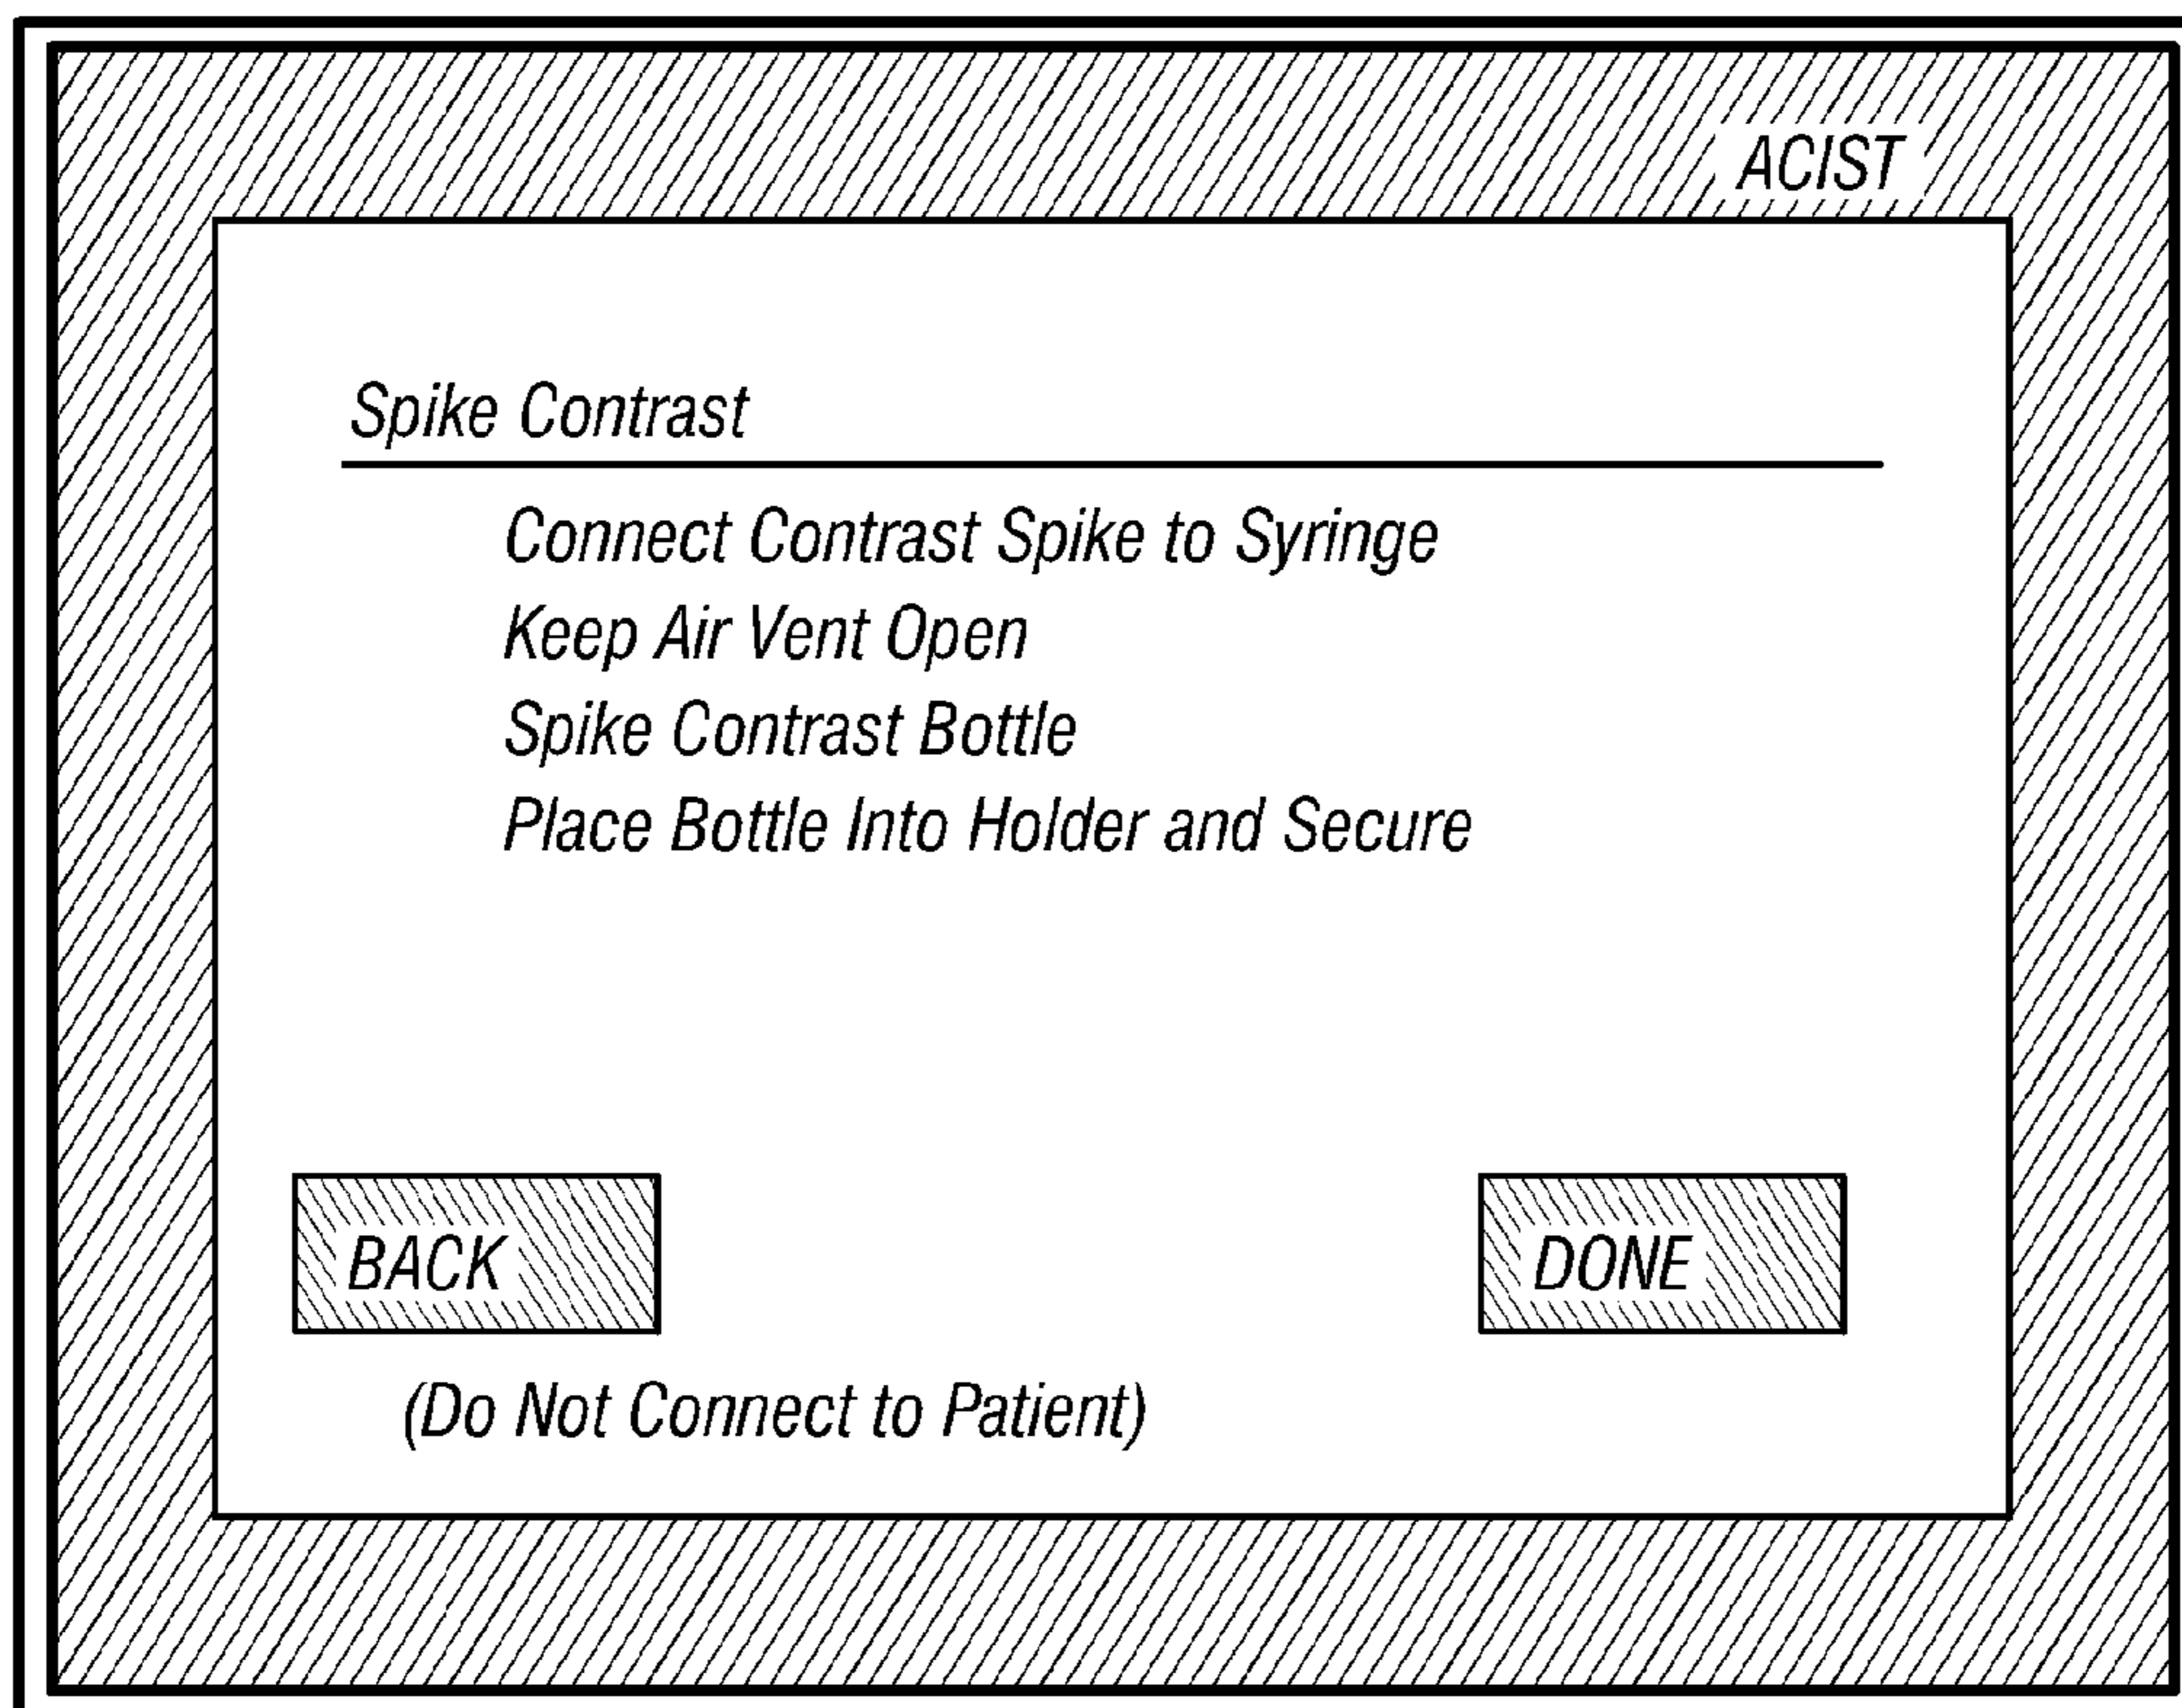 ACIST
Spike Contrast
Connect Contrast Spike to Syringe
Keep Air Vent Open
Spike Contrast Bottle
Place Bottle Into Holder and Secure
BACK
DONE
(Do Not Connect to Patient)